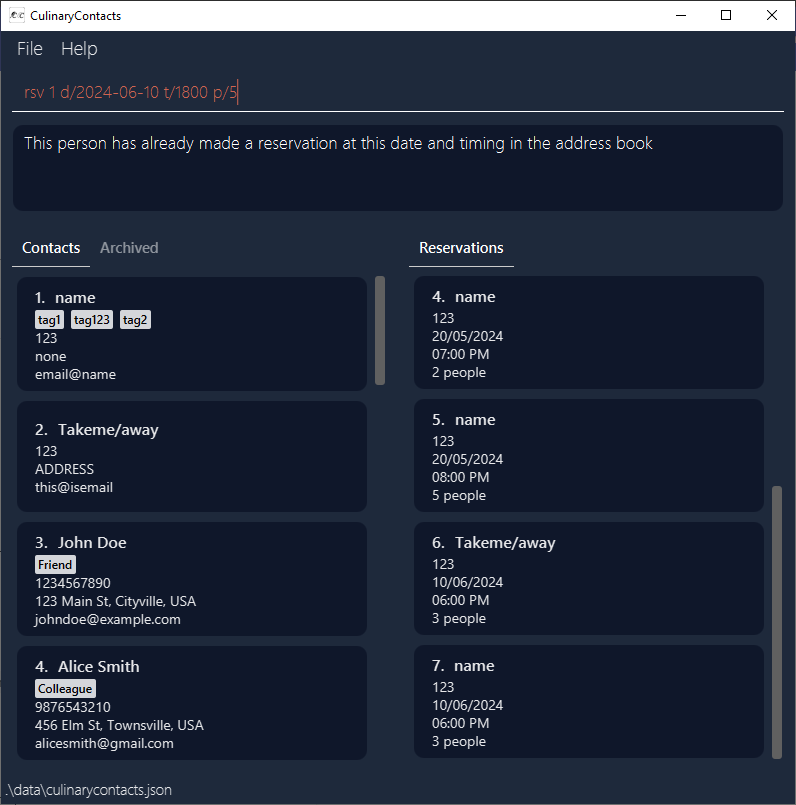 CulinaryContacts
File Help
rsv 1 d/2024-06-10 t/1800 p/5
This person has already made a reservation at this date and timing in the address book
Contacts Archived
1. name
tag1 tag123 tag2
123
none
email@name
2. Takeme/away
123
ADDRESS
this@isemail
3. John Doe
Friend
1234567890
123 Main St, Cityville, USA
johndoe@example.com
4. Alice Smith
Colleague
9876543210
456 Elm St, Townsville, USA
alicesmith@gmail.com
Reservations
4. name
123
20/05/2024
07:00 PM
2 people
5. name
123
20/05/2024
08:00 PM
5 people
6. Takeme/away
123
10/06/2024
06:00 PM
3 people
7. name
123
10/06/2024
06:00 PM
3 people
.\data\culinarycontacts.json